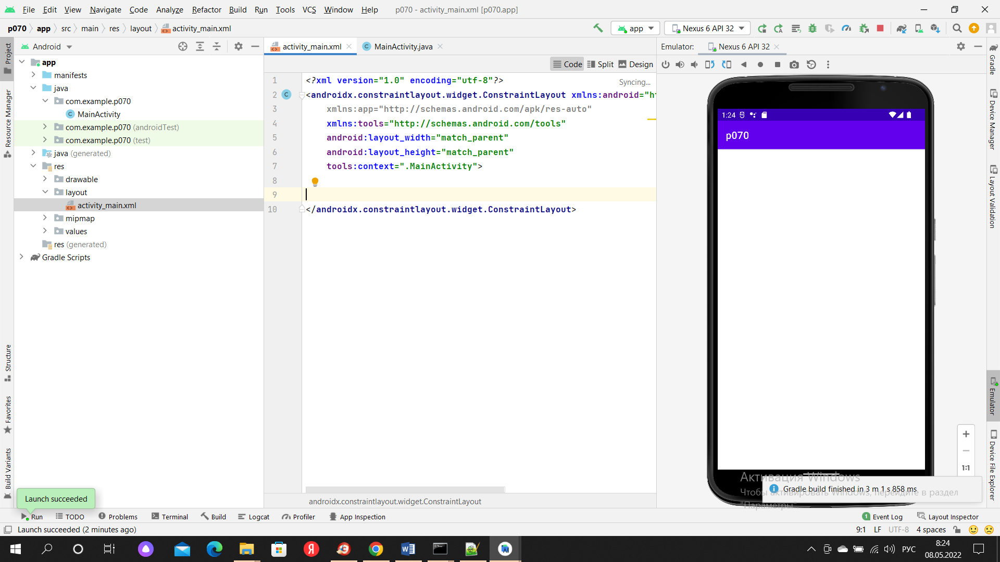 File Edit View Navigate Code Analyze Refactor Build Run Tools VCS Window Help p070 - activity_main.xml [p070.app]
p070 app src main res layout activity_main.xml app Nexus 6 API 32
Android
activity_main.xml MainActivity.java
Emulator: Nexus 6 API 32
Code Split Design
Project
Resource Manager
Structure
Favorites
Build Variants
app
manifests
java
com.example.p070
MainActivity
com.example.p070 (androidTest)
com.example.p070 (test)
java (generated)
res
drawable
layout
activity_main.xml
mipmap
values
res (generated)
Gradle Scripts
1 <?xml version="1.0" encoding="utf-8"?>
Syncing...
2 <androidx.constraintlayout.widget.ConstraintLayout xmlns:android="ht
3 xmlns:app="http://schemas.android.com/apk/res-auto"
4 xmlns:tools="http://schemas.android.com/tools"
5 android:layout_width="match_parent"
6 android:layout_height="match_parent"
7 tools:context=".MainActivity">
8
9
10 </androidx.constraintlayout.widget.ConstraintLayout>
androidx.constraintlayout.widget.ConstraintLayout
1:24
p070
1:1
Gradle
Device Manager
Layout Validation
Emulator
Device File Explorer
Активация Windows
Чтобы активировать Windows, перейдите в раздел
"Параметры"
Gradle build finished in 3 m 1 s 858 ms
Launch succeeded
Run TODO Problems Terminal Build Logcat Profiler App Inspection 1 Event Log Layout Inspector
Launch succeeded (2 minutes ago) 9:1 LF UTF-8 4 spaces
РУС
8:24
08.05.2022